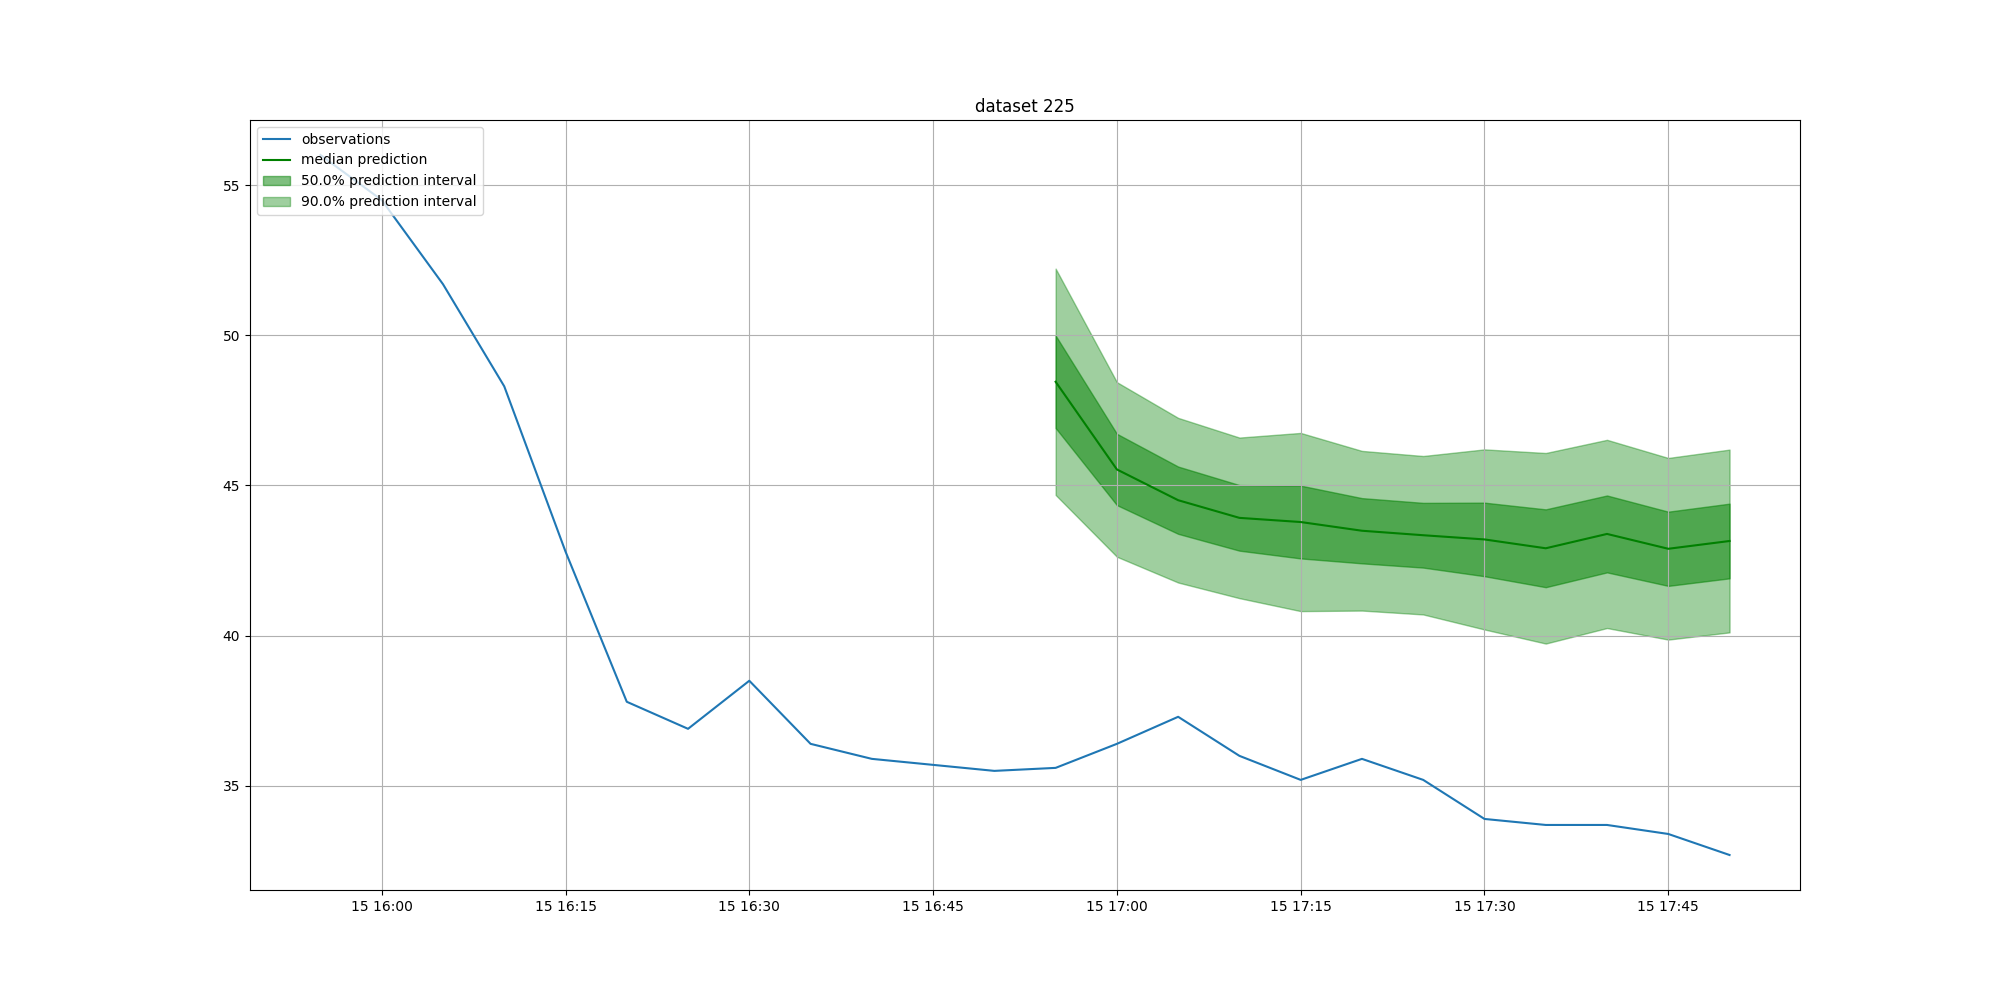 dataset 225
observations
median prediction
50.0% prediction interval
90.0% prediction interval
55
50
45
40
35
15 16:00 15 16:15 15 16:30 15 16:45 15 17:00 15 17:15 15 17:30 15 17:45